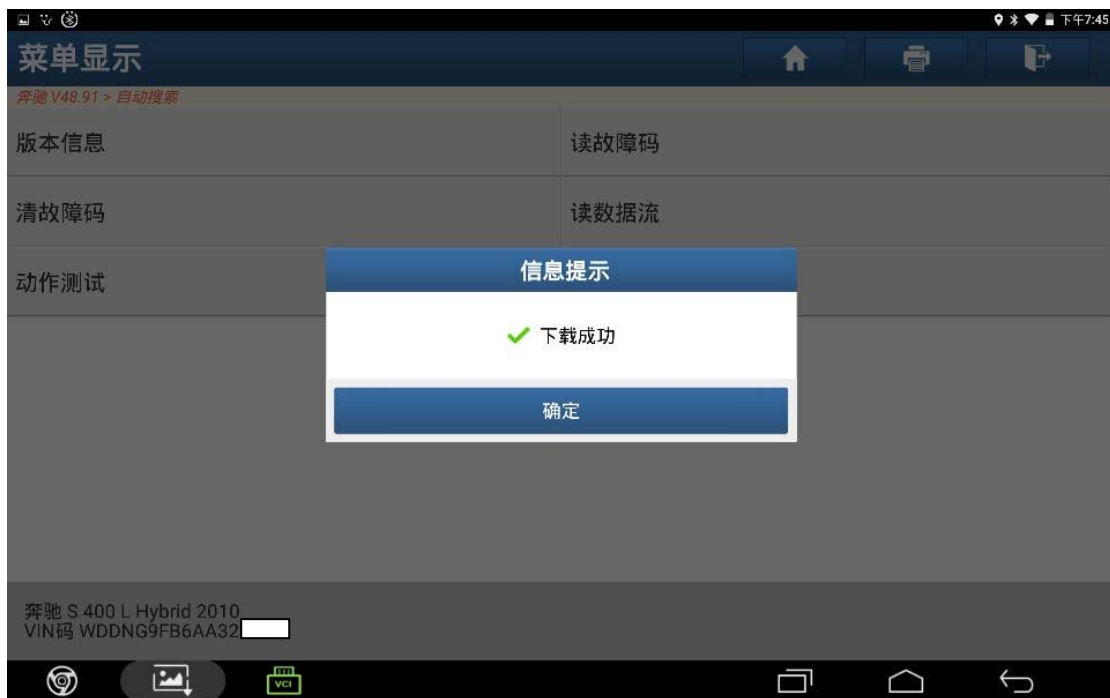 下午7:45
菜单显示
奔驰 V48.91 > 自动搜索
版本信息
读故障码
清故障码
读数据流
动作测试
信息提示
下载成功
确定
奔驰 S 400 L Hybrid 2010
VIN码 WDDNG9FB6AA32
VCI